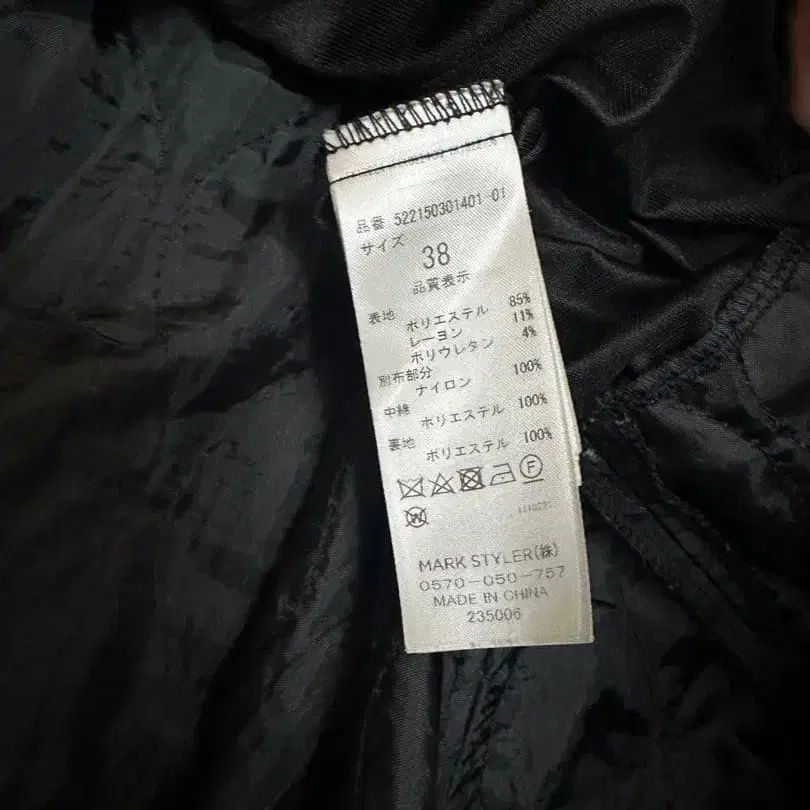 品番 522150301401-01
サイズ
38
品質表示
表地
ポリエステル 85%
レーヨン 11%
ポリウレタン 4%
別布部分
ナイロン 100%
中綿
ポリエステル 100%
裏地
ポリエステル 100%
F
W
MARK STYLER(株)
0570-050-757
MADE IN CHINA
235006